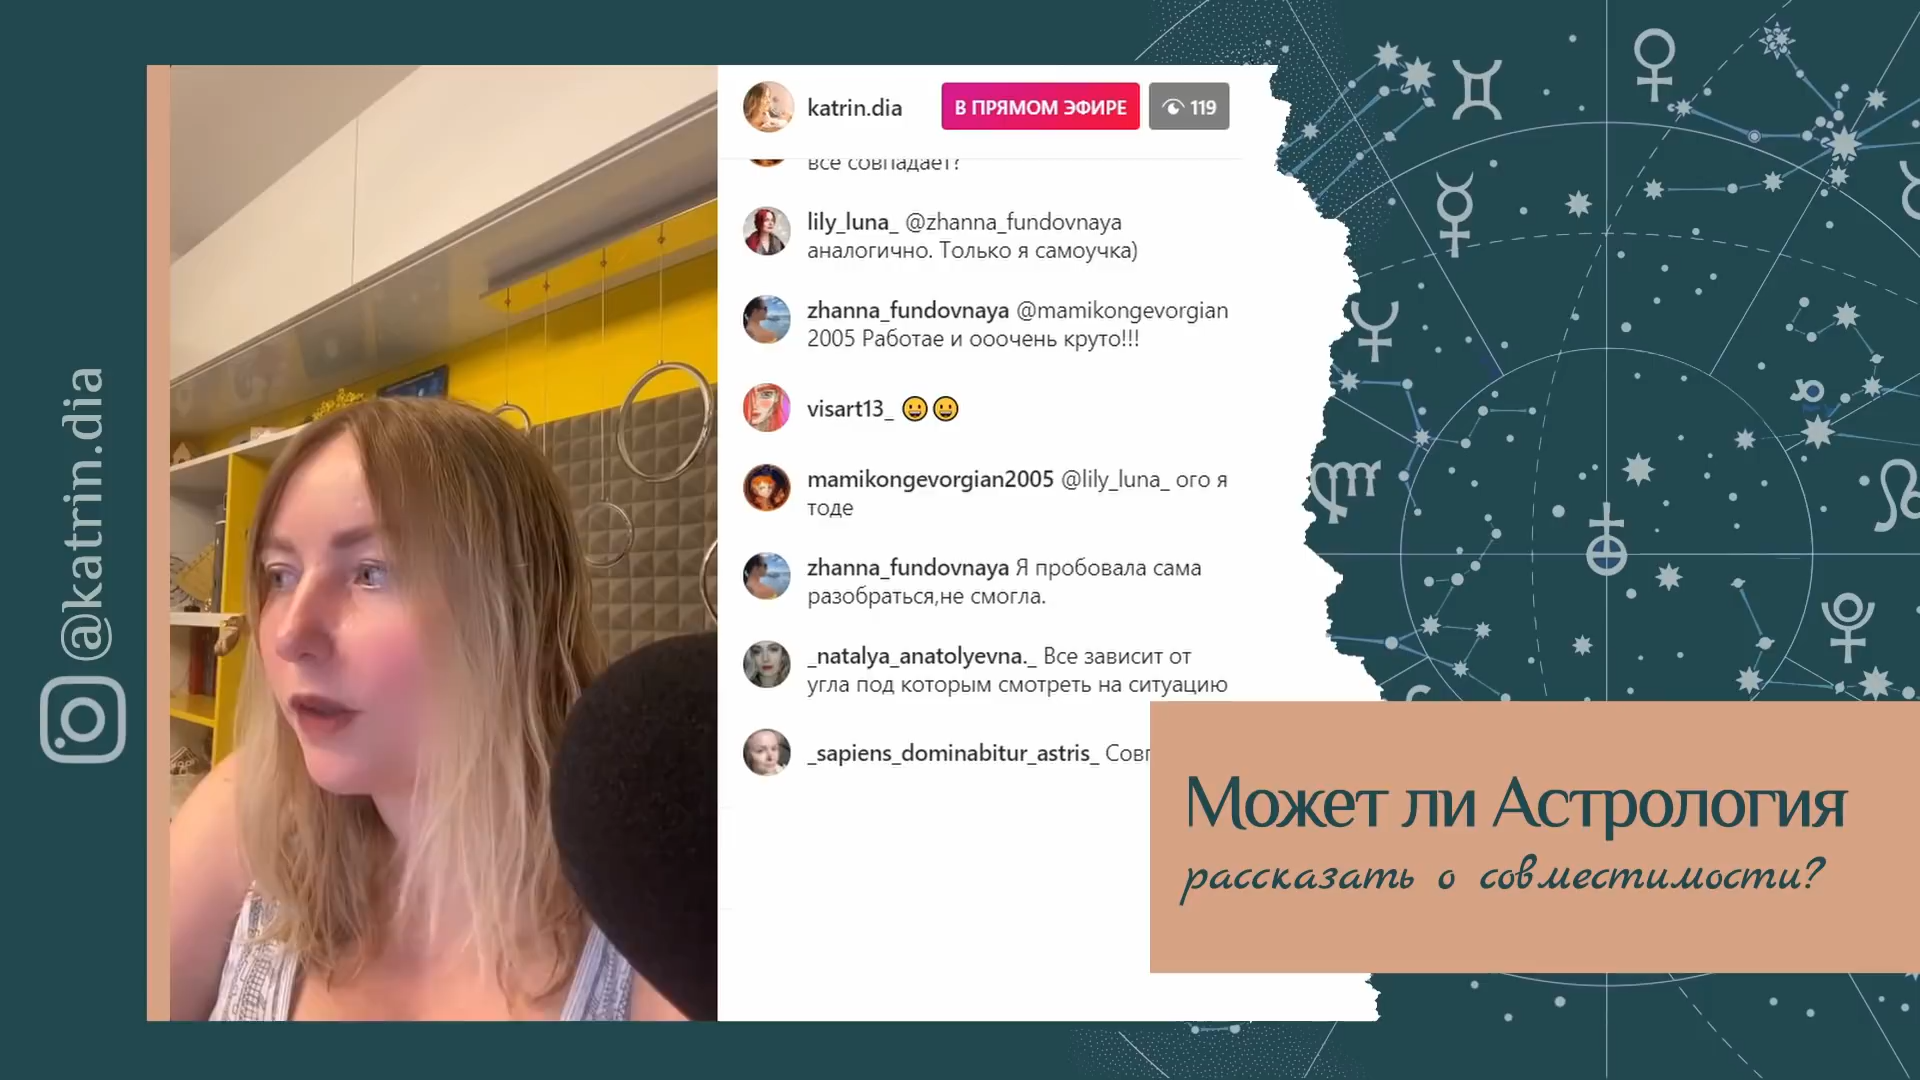 @katrin.dia
katrin.dia
В ПРЯМОМ ЭФИРЕ
119
все совпадает?
lily_luna_ @zhanna_fundovnaya
аналогично. Только я самоучка)
zhanna_fundovnaya @mamikongevorgian
2005 Работае и ооочень круто!!!
visart13_ 😀😀
mamikongevorgian2005 @lily_luna_ ого я
тоде
zhanna_fundovnaya Я пробовала сама
разобраться,не смогла.
_natalya_anatolyevna._ Все зависит от
угла под которым смотреть на ситуацию
_sapiens_dominabitur_astris_
Может ли Астрология
рассказать о совместимости?